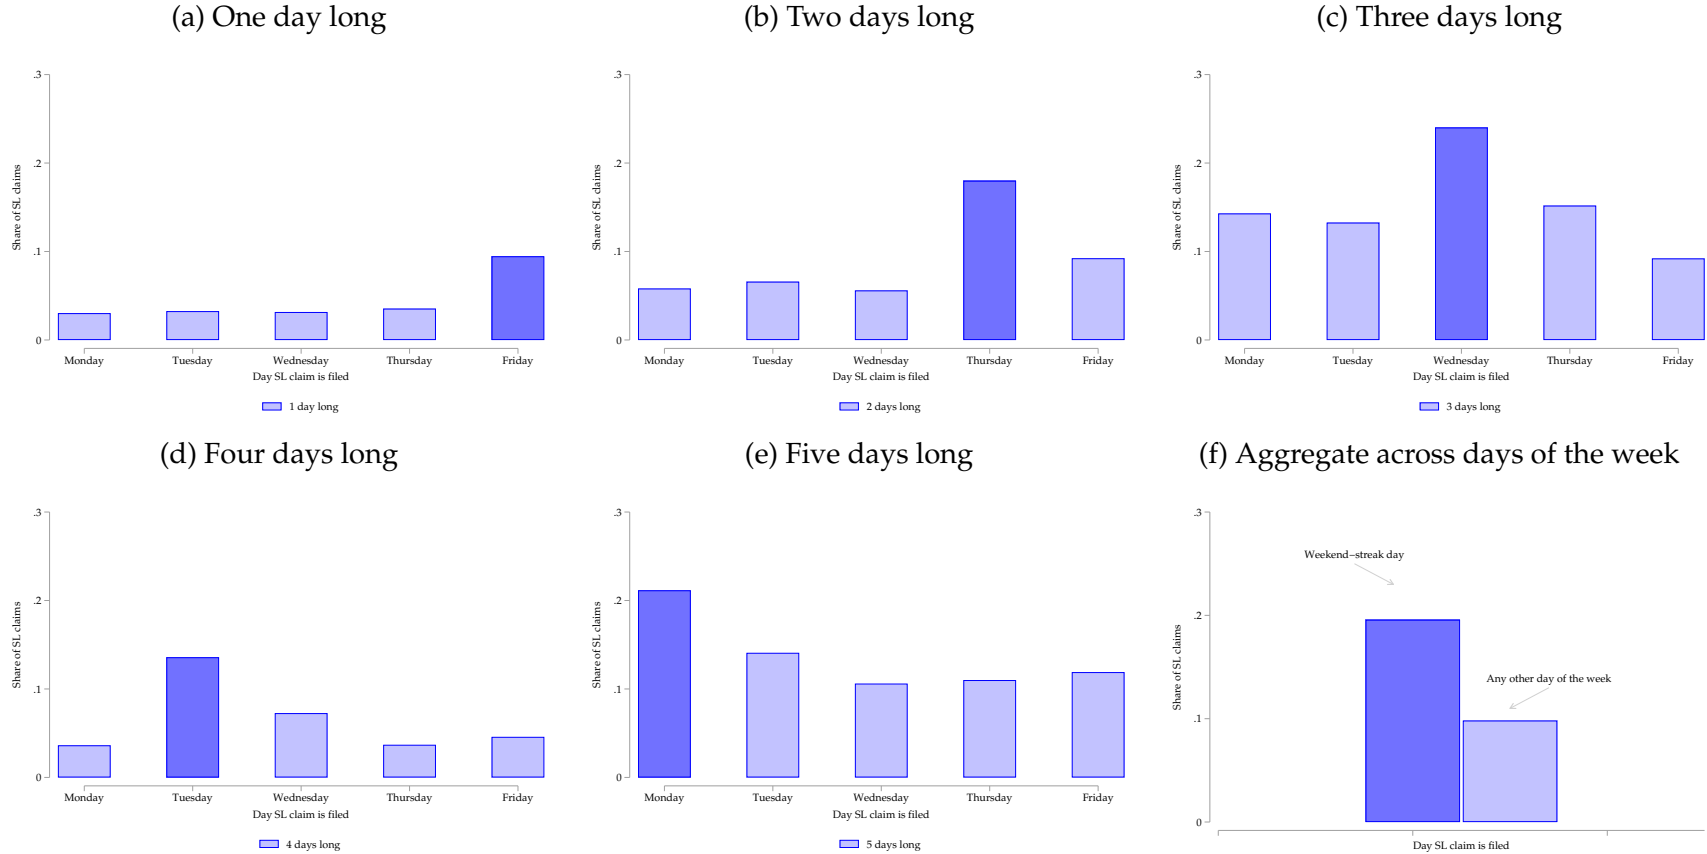 (a) One day long
.3
.2
.1
0
Share of SL claims
Monday
Tuesday
Wednesday
Thursday
Friday
Day SL claim is filed
1 day long
(b) Two days long
.3
.2
.1
0
Share of SL claims
Monday
Tuesday
Wednesday
Thursday
Friday
Day SL claim is filed
2 days long
(c) Three days long
.3
.2
.1
0
Share of SL claims
Monday
Tuesday
Wednesday
Thursday
Friday
Day SL claim is filed
3 days long
(d) Four days long
.3
.2
.1
0
Share of SL claims
Monday
Tuesday
Wednesday
Thursday
Friday
Day SL claim is filed
4 days long
(e) Five days long
.3
.2
.1
0
Share of SL claims
Monday
Tuesday
Wednesday
Thursday
Friday
Day SL claim is filed
5 days long
(f) Aggregate across days of the week
.3
.2
.1
0
Share of SL claims
Weekend−streak day
Any other day of the week
Day SL claim is filed